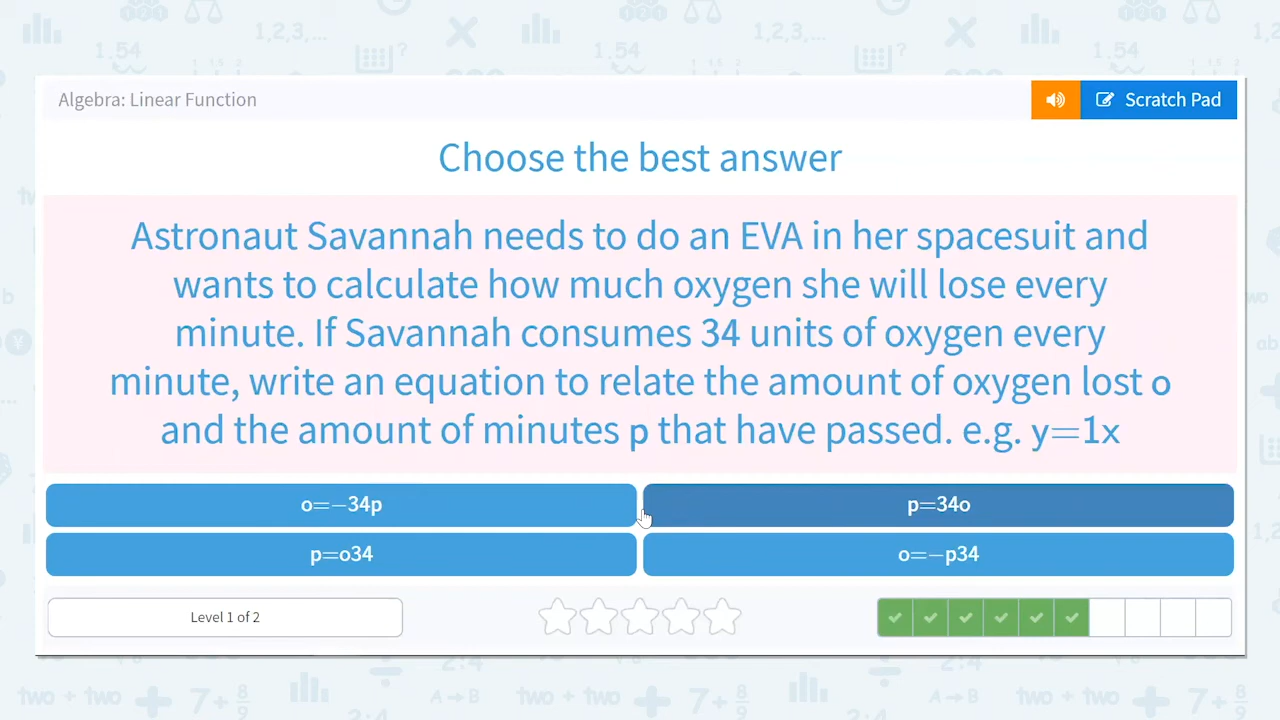 Algebra: Linear Function
Scratch Pad
Choose the best answer
Astronaut Savannah needs to do an EVA in her spacesuit and
wants to calculate how much oxygen she will lose every
minute. If Savannah consumes 34 units of oxygen every
minute, write an equation to relate the amount of oxygen lost o
and the amount of minutes p that have passed. e.g. y=1x
o=−34p
p=34o
p=o34
o=−p34
Level 1 of 2